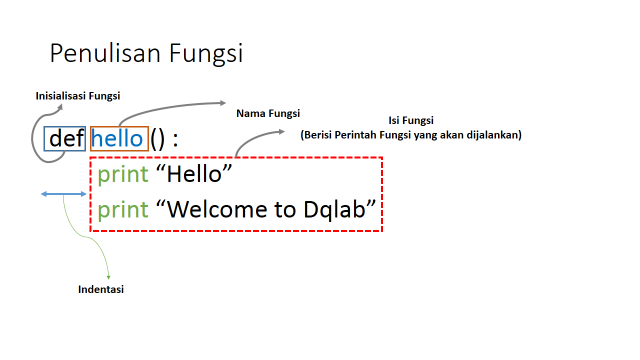 Penulisan Fungsi
Inisialisasi Fungsi
Nama Fungsi
Isi Fungsi
(Berisi Perintah Fungsi yang akan dijalankan)
def hello () :
print “Hello”
print “Welcome to Dqlab”
Indentasi